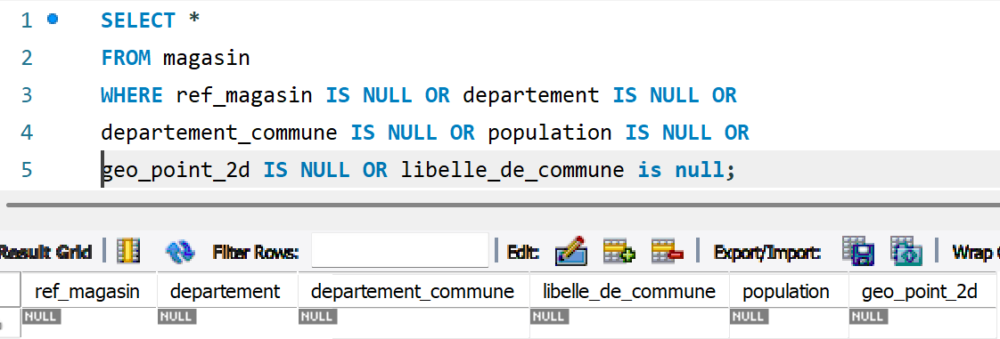 1 SELECT *
2 FROM magasin
3 WHERE ref_magasin IS NULL OR departement IS NULL OR
4 departement_commune IS NULL OR population IS NULL OR
5 geo_point_2d IS NULL OR libelle_de_commune is null;
Result Grid Filter Rows: Edit: Export/Import: Wrap
ref_magasin departement departement_commune libelle_de_commune population geo_point_2d
NULL NULL NULL NULL NULL NULL